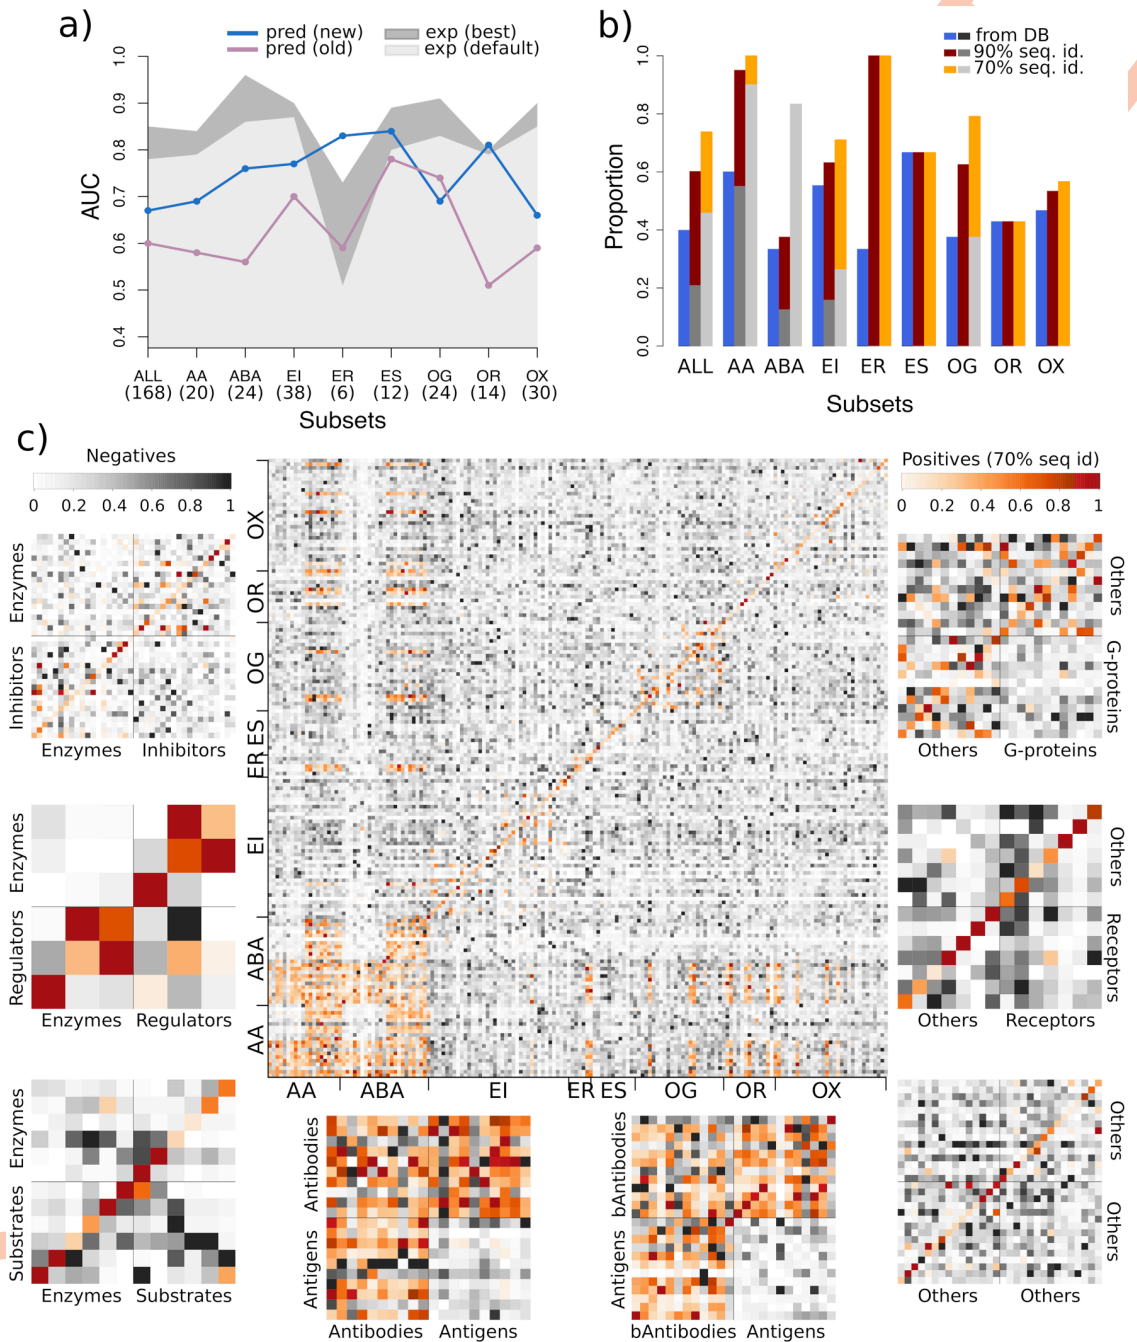 a)
pred (new)
pred (old)
exp (best)
exp (default)
AUC
1.0
0.9
0.8
0.7
0.6
0.5
0.4
ALL AA ABA EI ER ES OG OR OX
(168) (20) (24) (38) (6) (12) (24) (14) (30)
Subsets
b)
from DB
90% seq. id.
70% seq. id.
Proportion
1.0
0.8
0.6
0.4
0.2
0.0
ALL AA ABA EI ER ES OG OR OX
Subsets
c)
Negatives
0 0.2 0.4 0.6 0.8 1
Positives (70% seq id)
0 0.2 0.4 0.6 0.8 1
Enzymes
Inhibitors
Enzymes Inhibitors
Enzymes
Regulators
Enzymes Regulators
Enzymes
Substrates
Enzymes Substrates
OX
OR
OG
ES
ER
EI
ABA
AA
AA ABA EI ER ES OG OR OX
Others
G-proteins
Others G-proteins
Others
Receptors
Others Receptors
Others
Others
Others Others
Antibodies
Antigens
Antibodies Antigens
bAntibodies
Antigens
bAntibodies Antigens